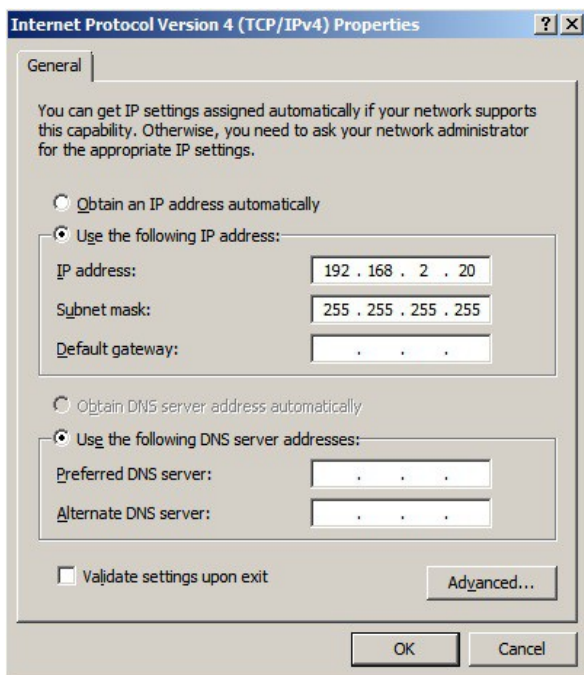 Internet Protocol Version 4 (TCP/IPv4) Properties ? X
General
You can get IP settings assigned automatically if your network supports
this capability. Otherwise, you need to ask your network administrator
for the appropriate IP settings.
Obtain an IP address automatically
Use the following IP address:
IP address: 192 . 168 . 2 . 20
Subnet mask: 255 . 255 . 255 . 255
Default gateway: . . .
Obtain DNS server address automatically
Use the following DNS server addresses:
Preferred DNS server: . . .
Alternate DNS server: . . .
Validate settings upon exit
Advanced...
OK Cancel